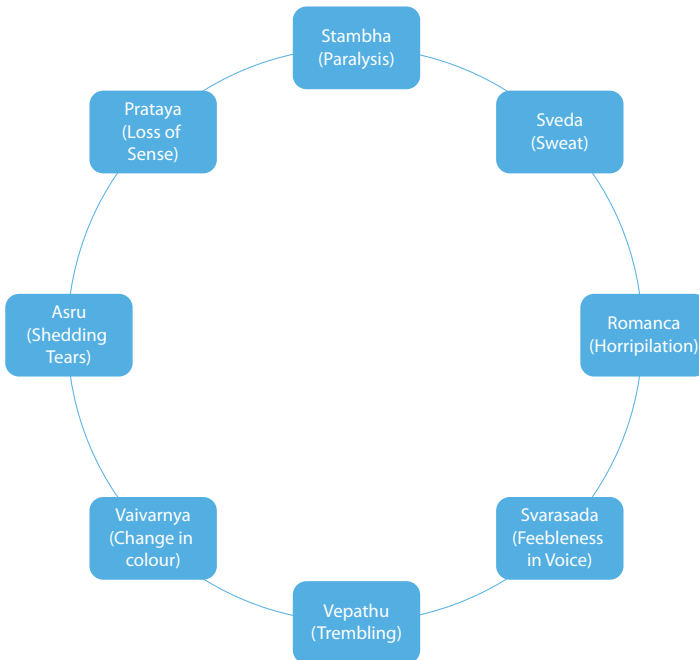 Stambha
(Paralysis)
Sveda
(Sweat)
Romanca
(Horripilation)
Svarasada
(Feebleness
in Voice)
Vepathu
(Trembling)
Vaivarnya
(Change in
colour)
Asru
(Shedding
Tears)
Prataya
(Loss of
Sense)